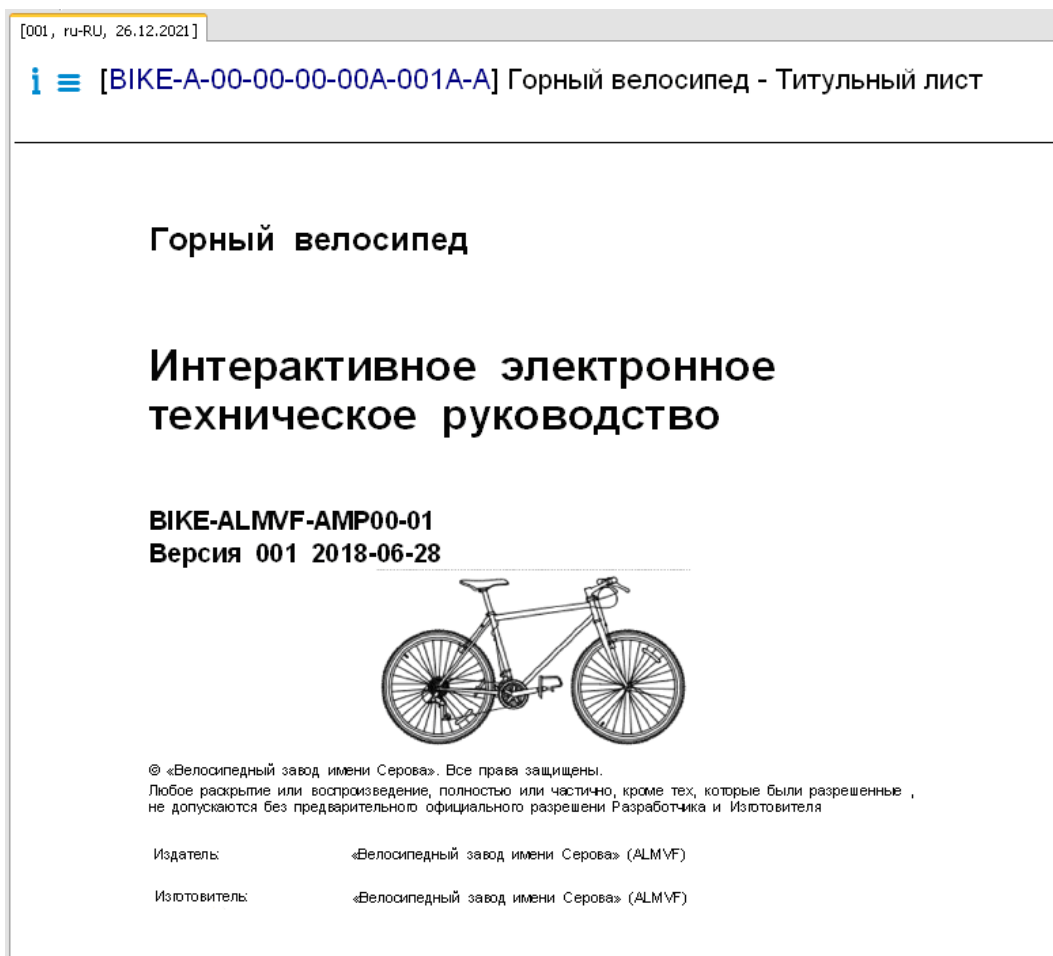 [001, ru-RU, 26.12.2021]
[BIKE-A-00-00-00-00A-001A-A] Горный велосипед - Титульный лист
Горный велосипед
Интерактивное электронное
техническое руководство
BIKE-ALMVF-AMP00-01
Версия 001 2018-06-28
© «Велосипедный завод имени Серова». Все права защищены.
Любое раскрытие или воспроизведение, полностью или частично, кроме тех, которые были разрешенные ,
не допускаются без предварительного официального разрешени Разработчика и Изготовителя
Издатель: «Велосипедный завод имени Серова» (ALMVF)
Изготовитель: «Велосипедный завод имени Серова» (ALMVF)